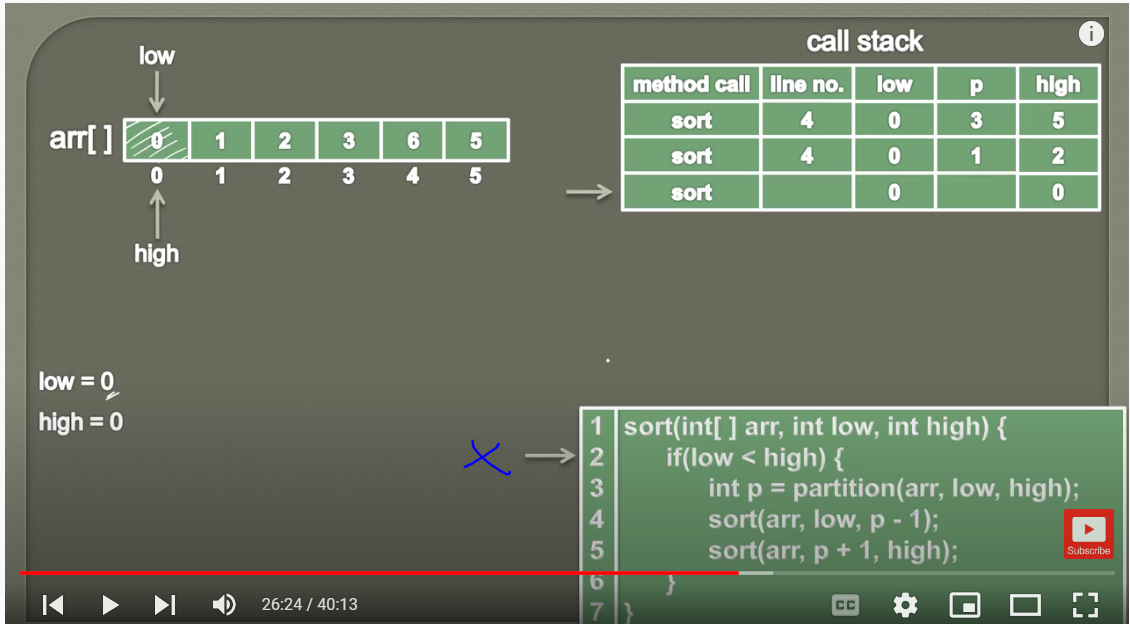 call stack
low
method call line no. low p high
sort 4 0 3 5
sort 4 0 1 2
sort 0 0
arr[ ] 0 1 2 3 6 5
0 1 2 3 4 5
high
low = 0
high = 0
1 sort(int[ ] arr, int low, int high) {
2 if(low < high) {
3 int p = partition(arr, low, high);
4 sort(arr, low, p - 1);
5 sort(arr, p + 1, high);
6 }
7 }
Subscribe
26:24 / 40:13
CC